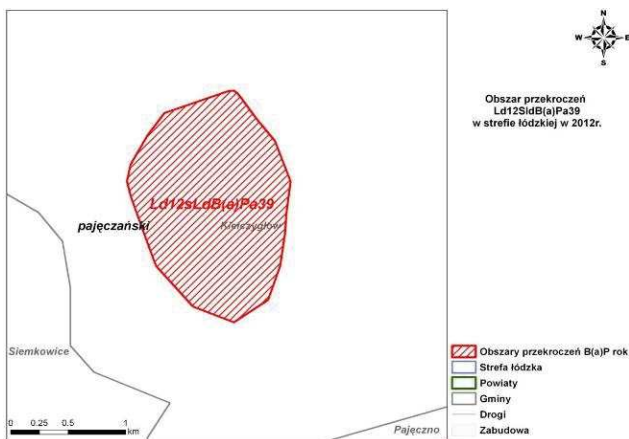 N
W E
S
Obszar przekroczeń
Ld12SldB(a)Pa39
w strefie łódzkiej w 2012r.
Ld12sLdB(a)Pa39
pajęczański
Kiełczygłów
Siemkowice
Obszary przekroczeń B(a)P rok
Strefa łódzka
Powiaty
Gminy
Drogi
Zabudowa
0 0.25 0.5 1
km
Pajęczno